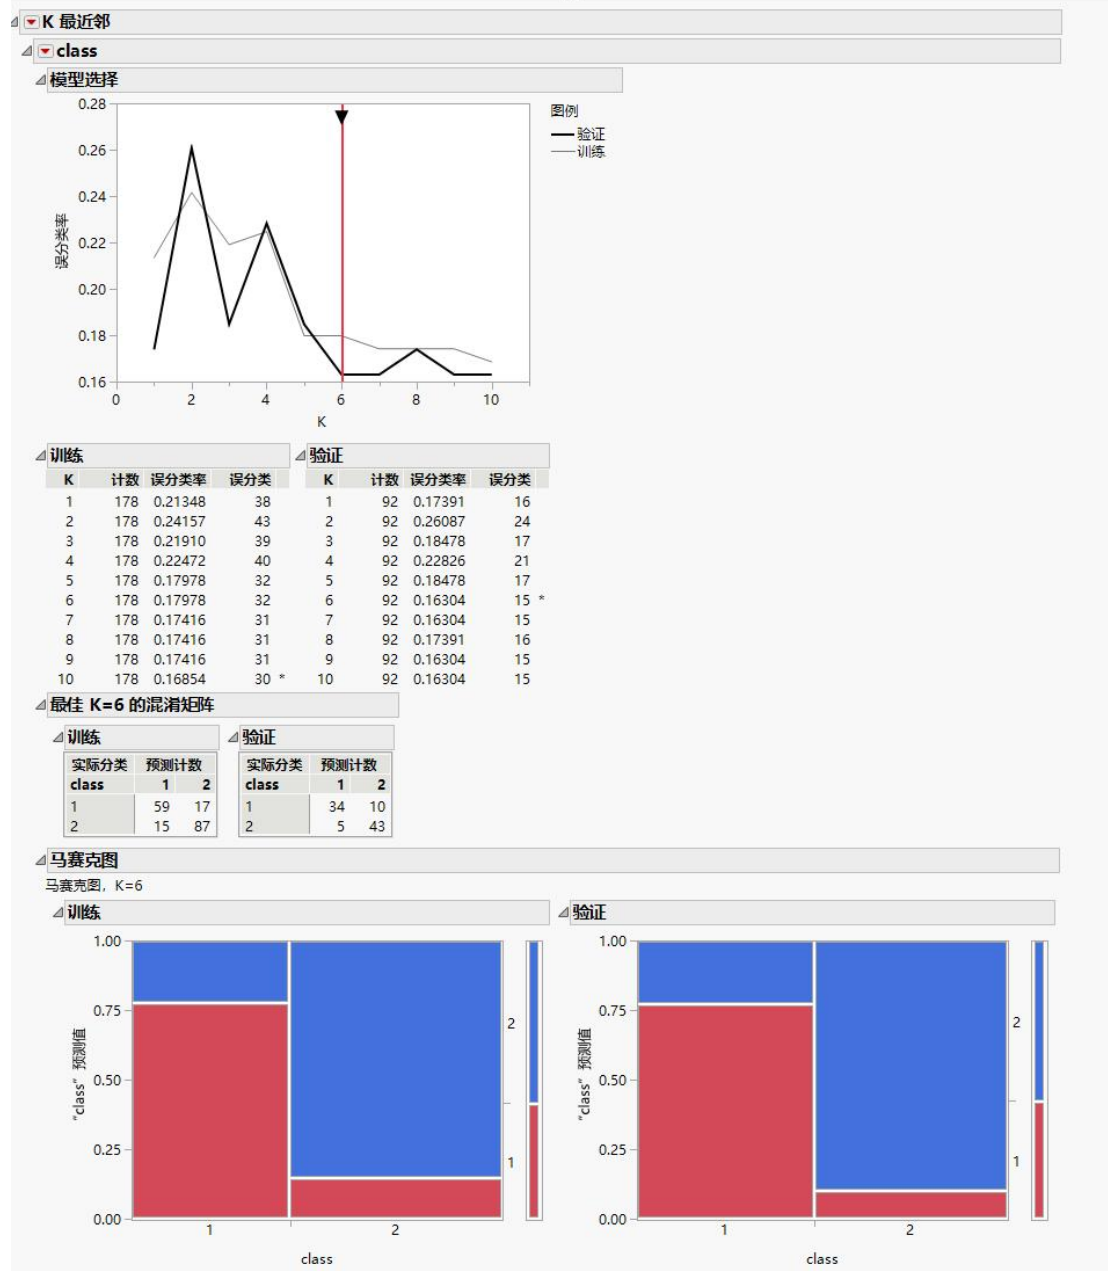 K 最近邻
class
模型选择
0.28
0.26
0.24
0.22
0.20
0.18
0.16
误分类率
0 2 4 6 8 10
K
图例
验证
训练
训练
K 计数 误分类率 误分类
1 178 0.21348 38
2 178 0.24157 43
3 178 0.21910 39
4 178 0.22472 40
5 178 0.17978 32
6 178 0.17978 32
7 178 0.17416 31
8 178 0.17416 31
9 178 0.17416 31
10 178 0.16854 30 *
验证
K 计数 误分类率 误分类
1 92 0.17391 16
2 92 0.26087 24
3 92 0.18478 17
4 92 0.22826 21
5 92 0.18478 17
6 92 0.16304 15 *
7 92 0.16304 15
8 92 0.17391 16
9 92 0.16304 15
10 92 0.16304 15
最佳 K=6 的混淆矩阵
训练
实际分类 预测计数
class 1 2
1 59 17
2 15 87
验证
实际分类 预测计数
class 1 2
1 34 10
2 5 43
马赛克图
马赛克图, K=6
训练
1.00
0.75
0.50
0.25
0.00
"class" 预测值
2
1
1 2
class
验证
1.00
0.75
0.50
0.25
0.00
"class" 预测值
2
1
1 2
class